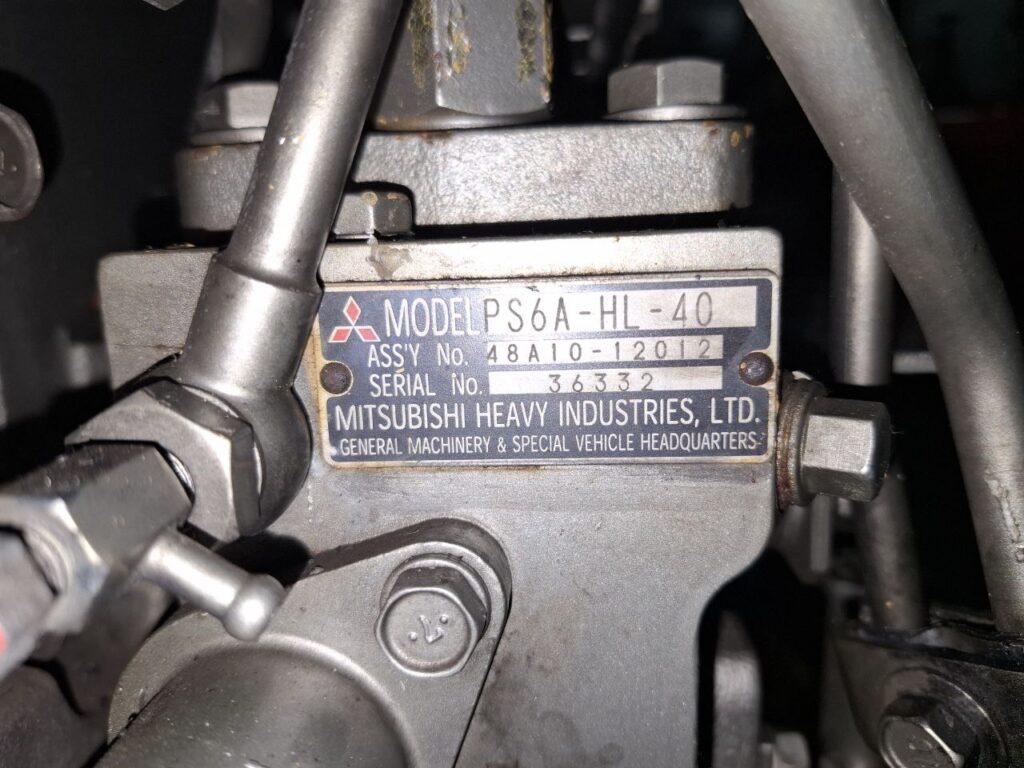 MODEL PS6A-HL-40
ASS'Y No. 48A10-12012
SERIAL No. 36332
MITSUBISHI HEAVY INDUSTRIES, LTD.
GENERAL MACHINERY & SPECIAL VEHICLE HEADQUARTERS